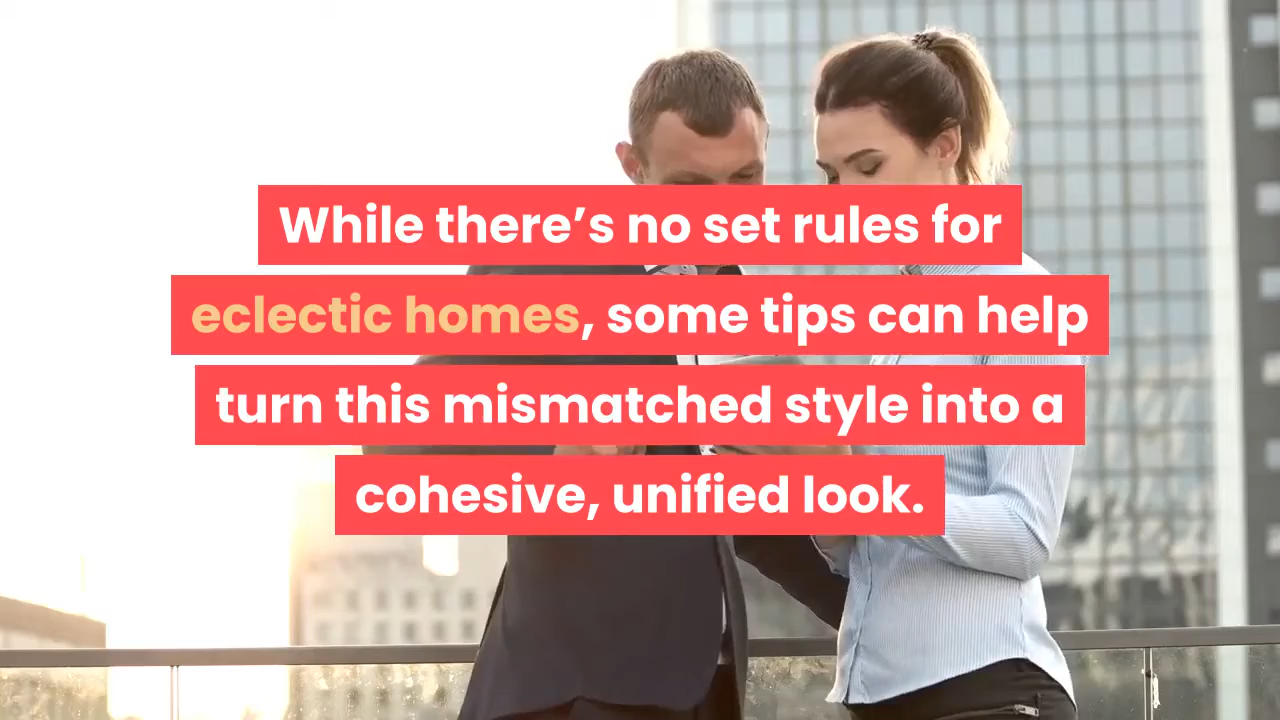 While there’s no set rules for
eclectic homes, some tips can help
turn this mismatched style into a
cohesive, unified look.